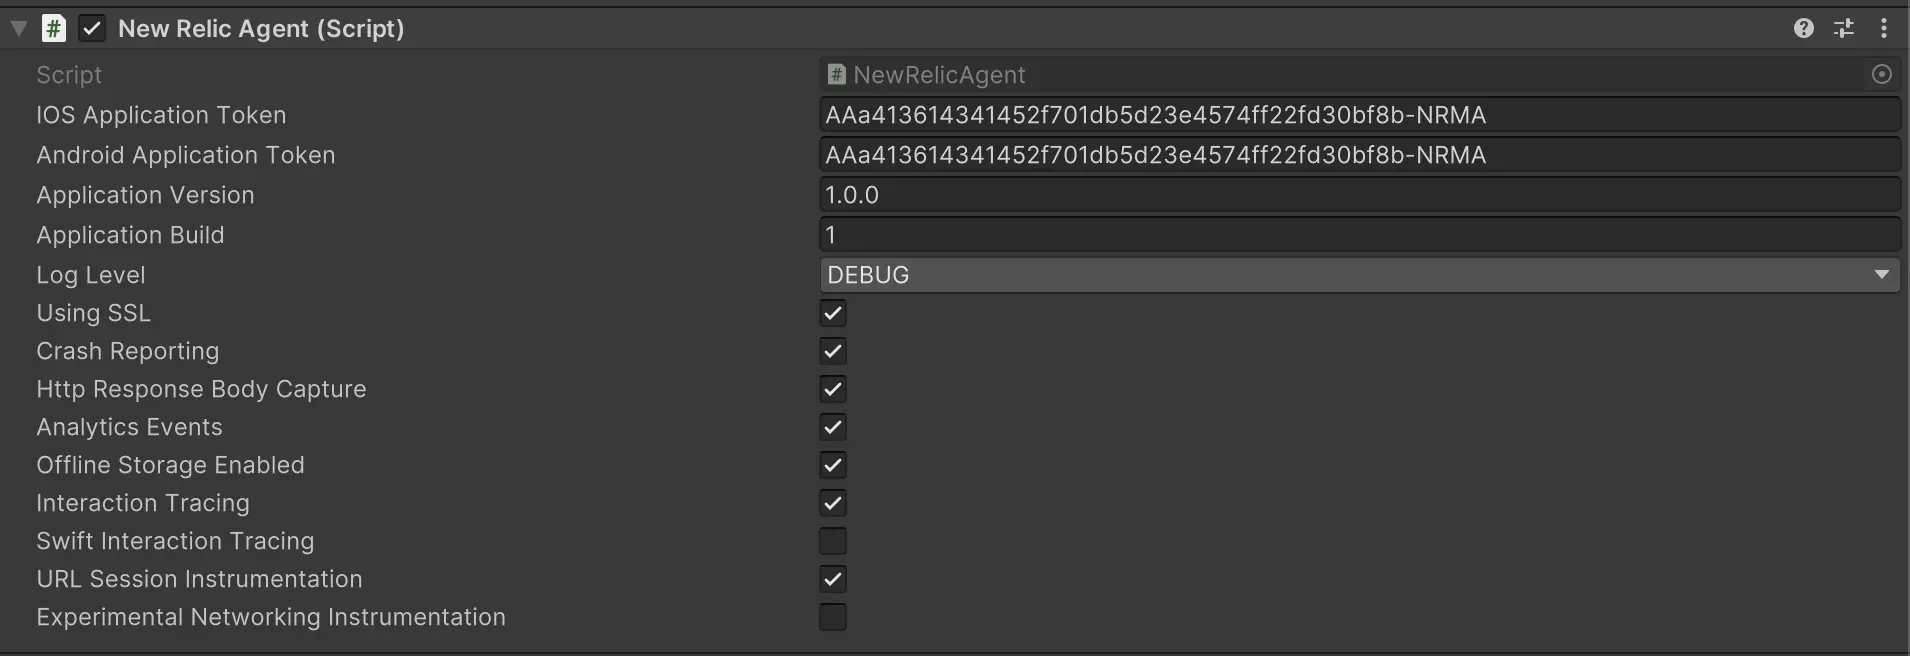 New Relic Agent (Script)
Script
NewRelicAgent
IOS Application Token
AAa413614341452f701db5d23e4574ff22fd30bf8b-NRMA
Android Application Token
AAa413614341452f701db5d23e4574ff22fd30bf8b-NRMA
Application Version
1.0.0
Application Build
1
Log Level
DEBUG
Using SSL
Crash Reporting
Http Response Body Capture
Analytics Events
Offline Storage Enabled
Interaction Tracing
Swift Interaction Tracing
URL Session Instrumentation
Experimental Networking Instrumentation